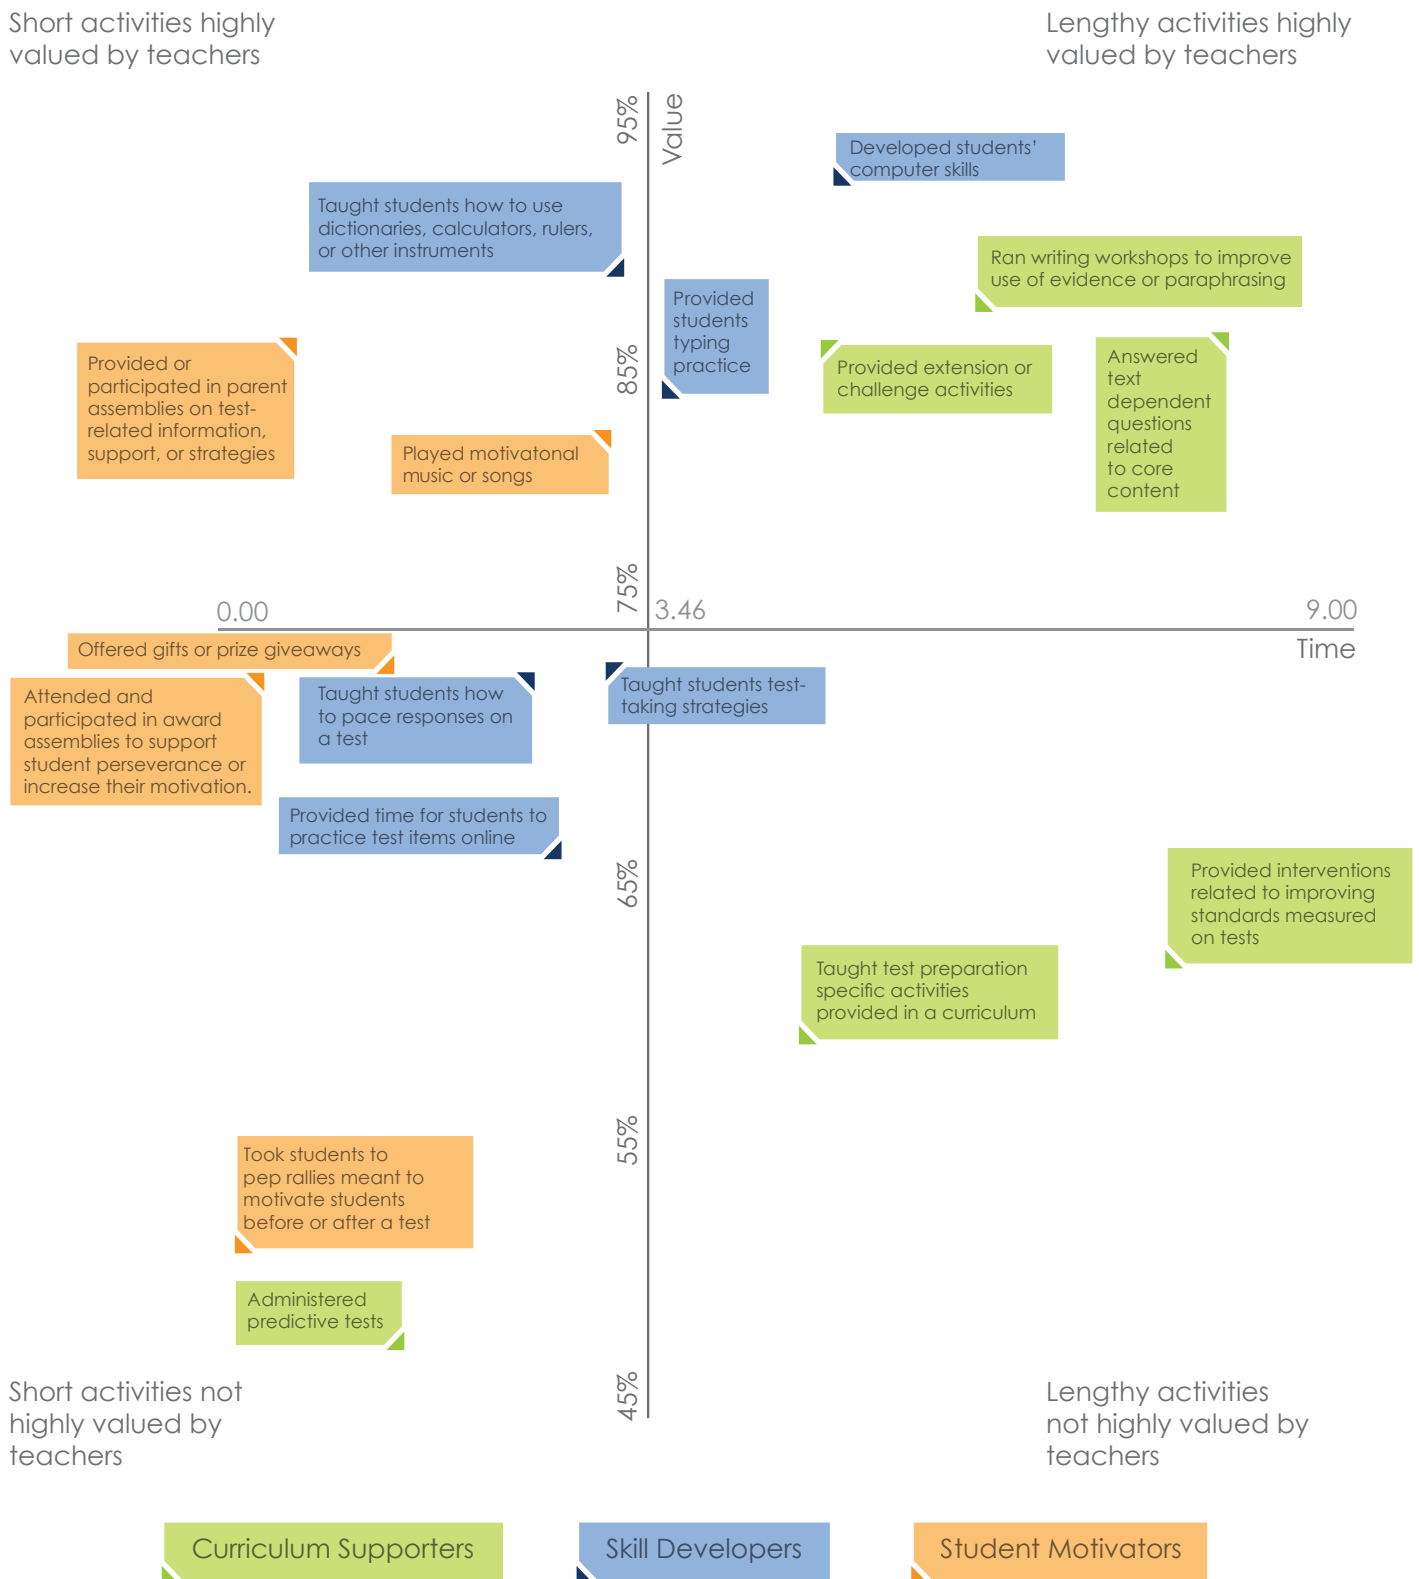 Short activities highly
valued by teachers
Lengthy activities highly
valued by teachers
95%
Value
Developed students’
computer skills
Taught students how to use
dictionaries, calculators, rulers,
or other instruments
Ran writing workshops to improve
use of evidence or paraphrasing
Provided
students
typing
practice
85%
Provided or
participated in parent
assemblies on test-
related information,
support, or strategies
Provided extension or
challenge activities
Answered
text
dependent
questions
related
to core
content
Played motivatonal
music or songs
75%
0.00
3.46
9.00
Time
Offered gifts or prize giveaways
Attended and
participated in award
assemblies to support
student perseverance or
increase their motivation.
Taught students how
to pace responses on
a test
Taught students test-
taking strategies
Provided time for students to
practice test items online
65%
Provided interventions
related to improving
standards measured
on tests
Taught test preparation
specific activities
provided in a curriculum
55%
Took students to
pep rallies meant to
motivate students
before or after a test
Administered
predictive tests
45%
Short activities not
highly valued by
teachers
Lengthy activities
not highly valued by
teachers
Curriculum Supporters
Skill Developers
Student Motivators